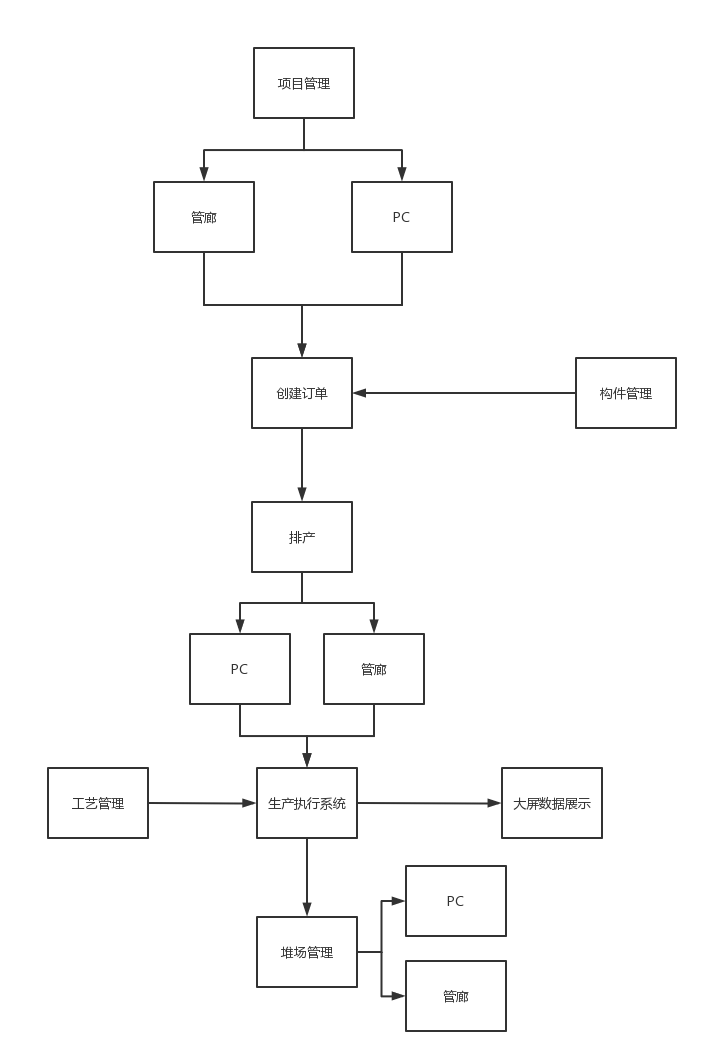 项目管理
管廊
PC
创建订单
构件管理
排产
PC
管廊
工艺管理
生产执行系统
大屏数据展示
PC
堆场管理
管廊